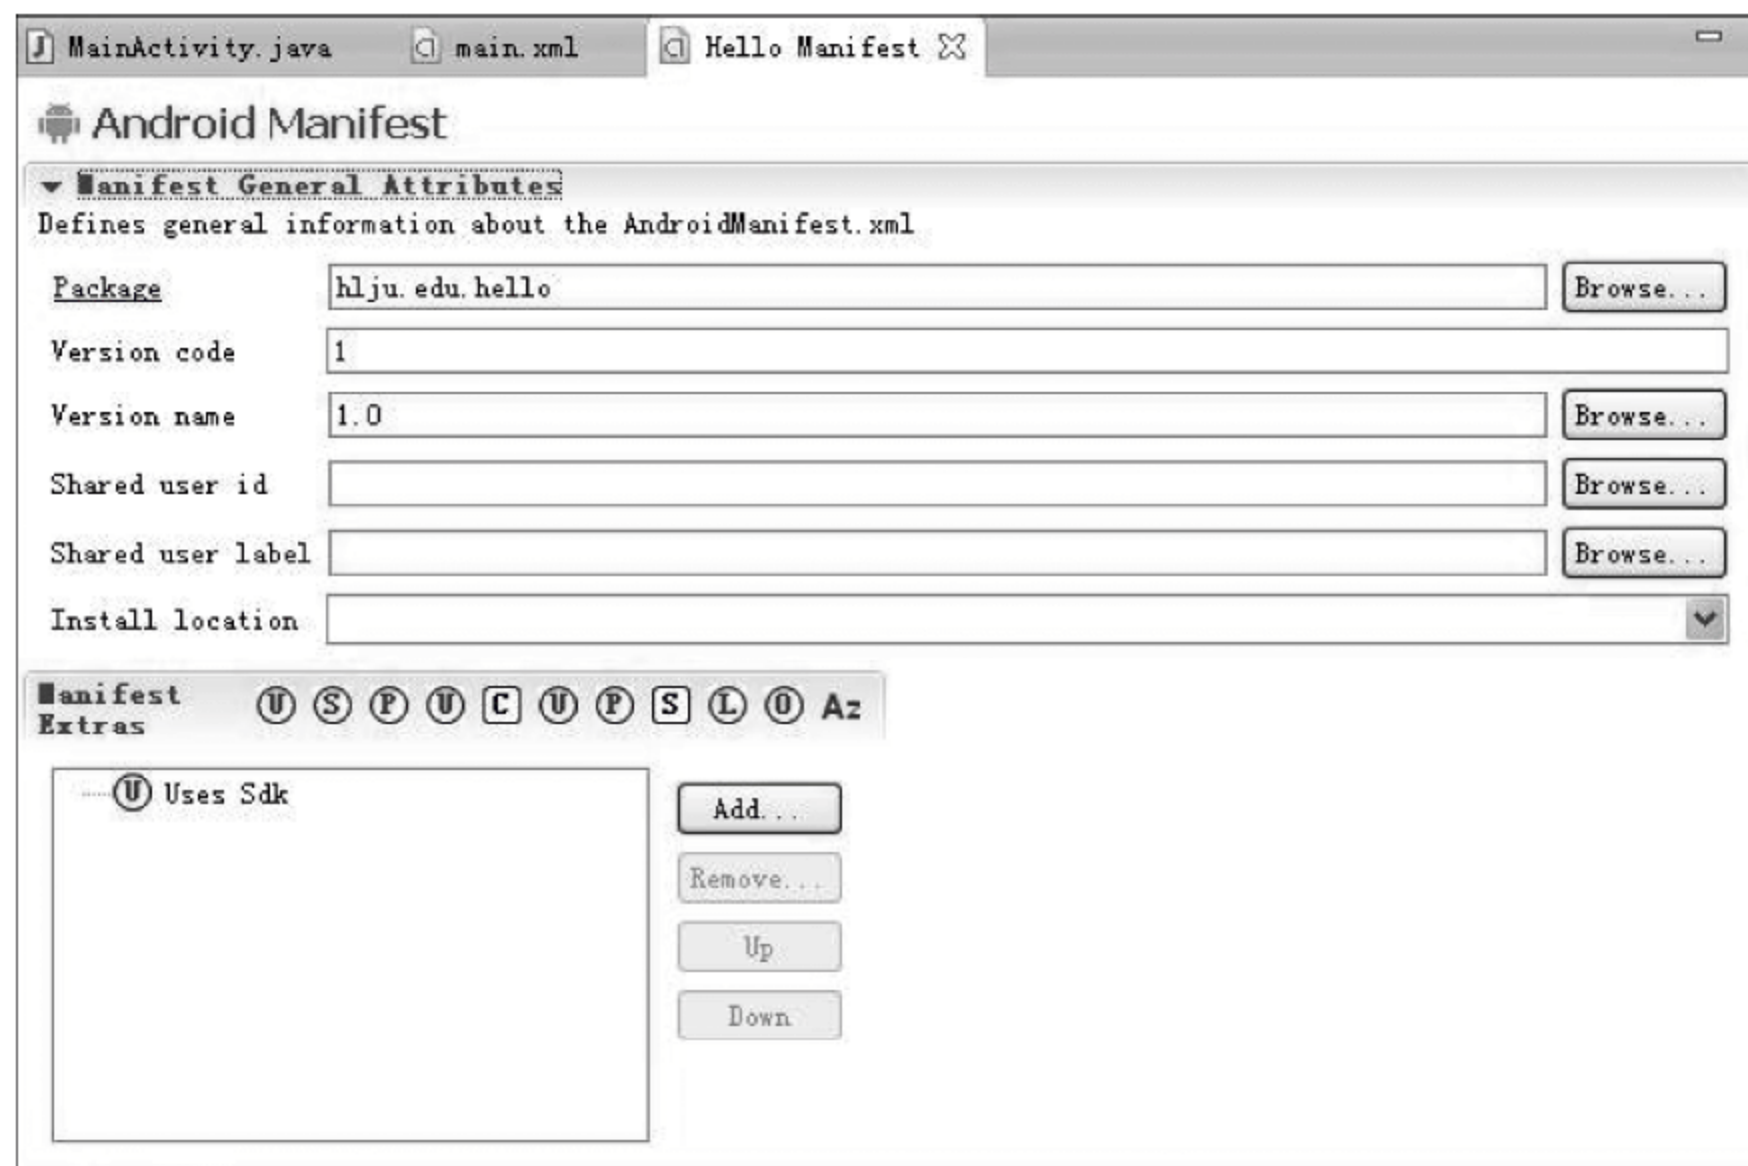 MainActivity.java main.xml Hello Manifest
Android Manifest
Manifest General Attributes
Defines general information about the AndroidManifest.xml
Package hlju.edu.hello Browse...
Version code 1
Version name 1.0 Browse...
Shared user id Browse...
Shared user label Browse...
Install location
Manifest Extras U S P U C U P S L O Az
U Uses Sdk
Add...
Remove...
Up
Down